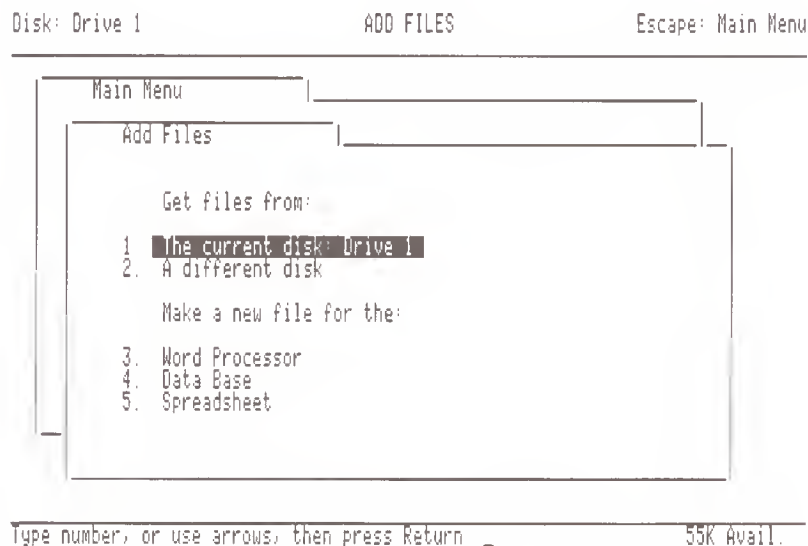 Disk: Drive 1 ADD FILES Escape: Main Menu
Main Menu
Add Files
Get files from:
1 The current disk: Drive 1
2. A different disk
Make a new file for the:
3. Word Processor
4. Data Base
5. Spreadsheet
Type number, or use arrows, then press Return 55K Avail.